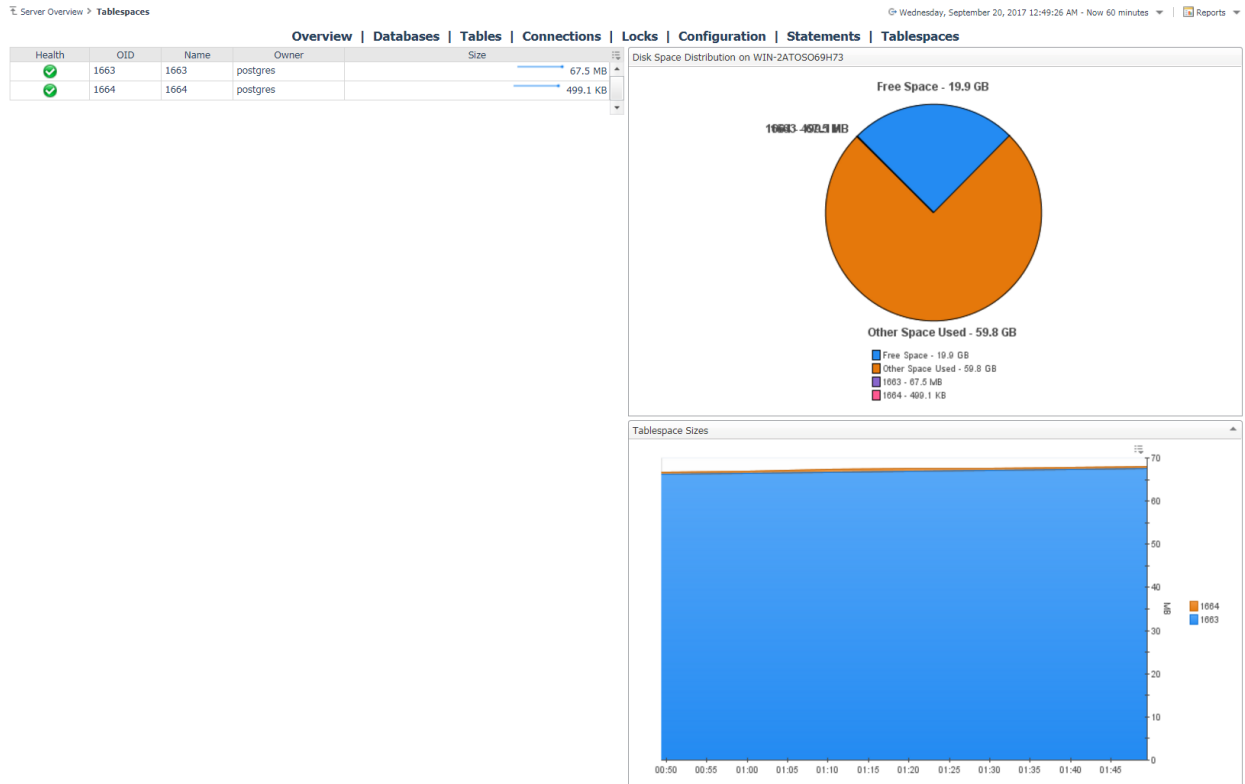 Server Overview > Tablespaces
Wednesday, September 20, 2017 12:49:26 AM - Now 60 minutes | Reports
Overview | Databases | Tables | Connections | Locks | Configuration | Statements | Tablespaces
Health OID Name Owner Size
1663 1663 postgres 67.5 MB
1664 1664 postgres 499.1 KB
Disk Space Distribution on WIN-2ATOSO69H73
Free Space - 19.9 GB
Other Space Used - 59.8 GB
Free Space - 19.9 GB
Other Space Used - 59.8 GB
1663 - 67.5 MB
1664 - 499.1 KB
Tablespace Sizes
70
60
50
40
30
20
10
0
MB
1664
1663
00:50 00:55 01:00 01:05 01:10 01:15 01:20 01:25 01:30 01:35 01:40 01:45